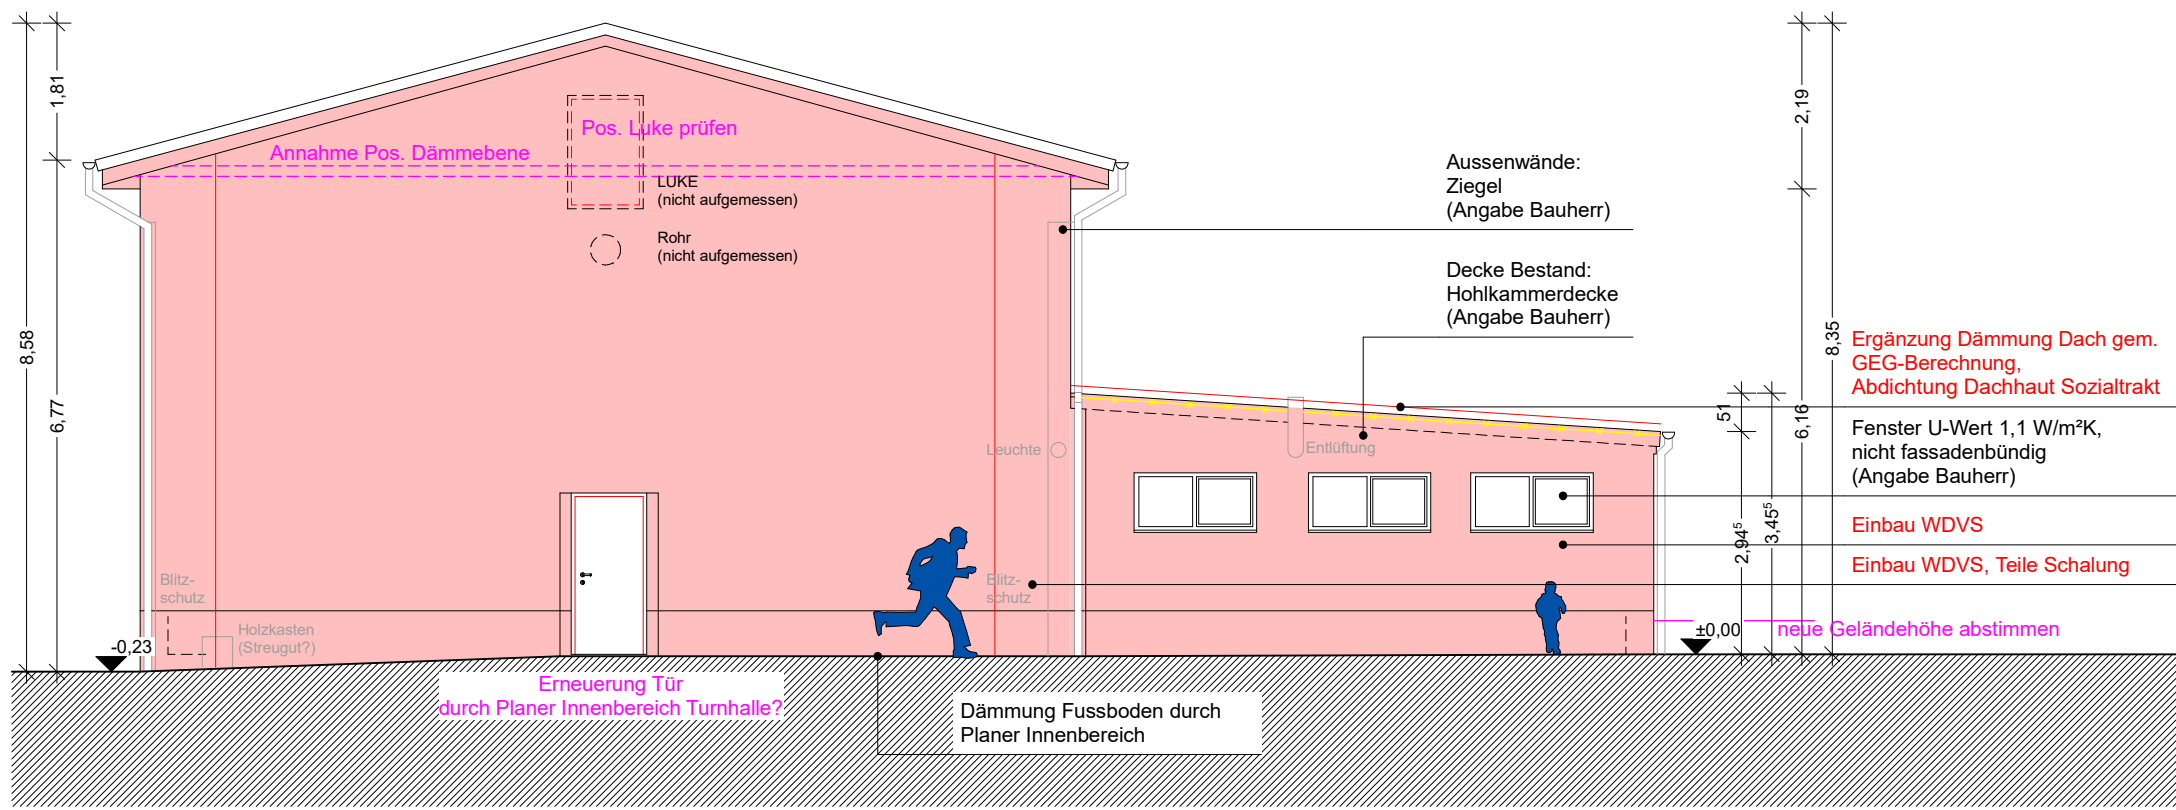 1,81
8,58
6,77
Pos. Luke prüfen
Annahme Pos. Dämmebene
LUKE
(nicht aufgemessen)
Rohr
(nicht aufgemessen)
Aussenwände:
Ziegel
(Angabe Bauherr)
Decke Bestand:
Hohlkammerdecke
(Angabe Bauherr)
2,19
8,35
6,16
51
2,94⁵
3,45⁵
Ergänzung Dämmung Dach gem.
GEG-Berechnung,
Abdichtung Dachhaut Sozialtrakt
Fenster U-Wert 1,1 W/m²K,
nicht fassadenbündig
(Angabe Bauherr)
Einbau WDVS
Einbau WDVS, Teile Schalung
Leuchte
Entlüftung
Blitz-
schutz
Blitz-
schutz
Holzkasten
(Streugut?)
-0,23
±0,00
neue Geländehöhe abstimmen
Erneuerung Tür
durch Planer Innenbereich Turnhalle?
Dämmung Fussboden durch
Planer Innenbereich